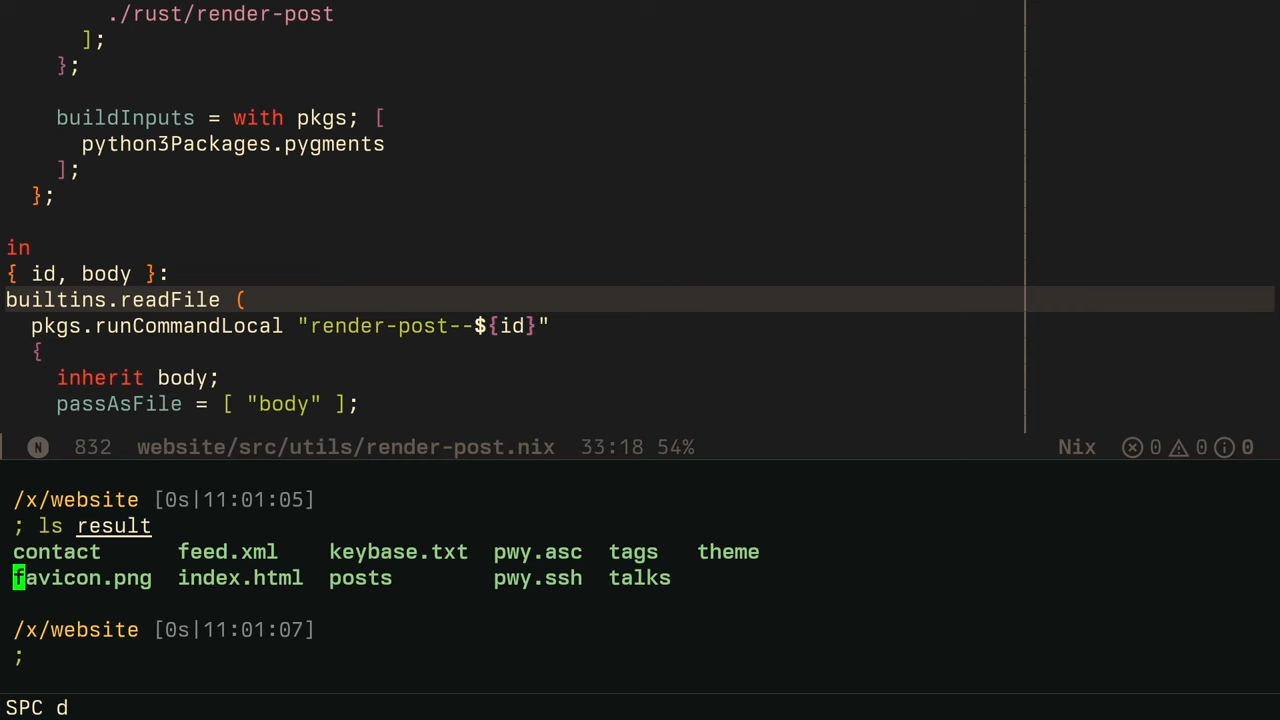 ./rust/render-post
];
};
buildInputs = with pkgs; [
python3Packages.pygments
];
};
in
{ id, body }:
builtins.readFile (
pkgs.runCommandLocal "render-post--${id}"
{
inherit body;
passAsFile = [ "body" ];
N 832 website/src/utils/render-post.nix 33:18 54% Nix 0 0 0
/x/website [0s|11:01:05]
; ls result
contact feed.xml keybase.txt pwy.asc tags theme
favicon.png index.html posts pwy.ssh talks
/x/website [0s|11:01:07]
;
SPC d